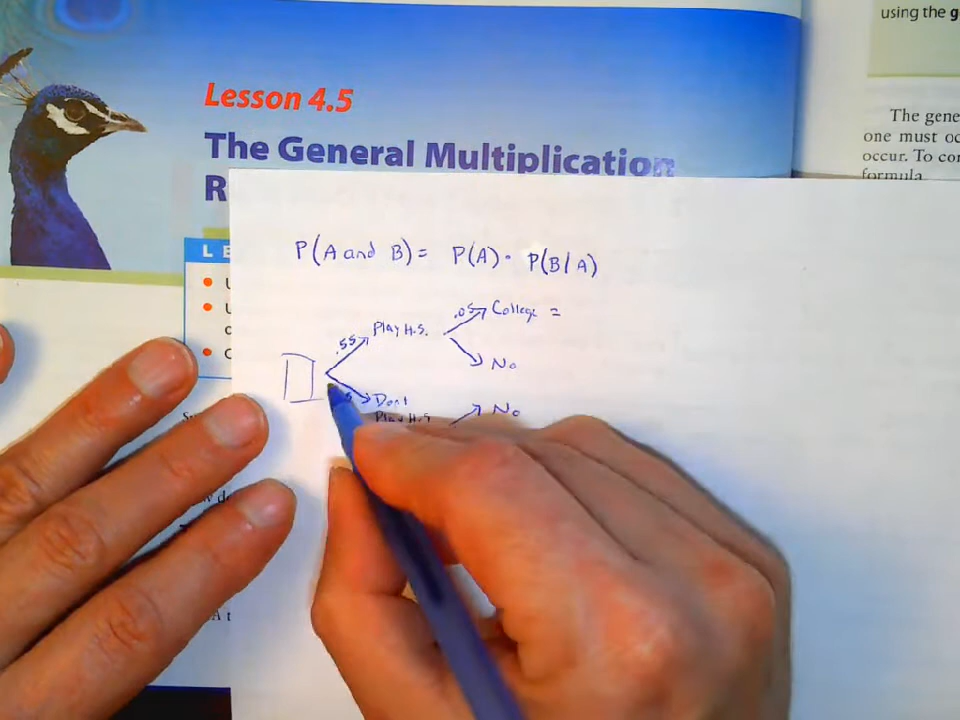 using the g
Lesson 4.5
The General Multiplication
R
The gene
one must oc
occur. To con
formula.
L E
P(A and B) = P(A) · P(B/A)
.05 College =
.55 Play H.S.
No
Don't
Play H.S
No